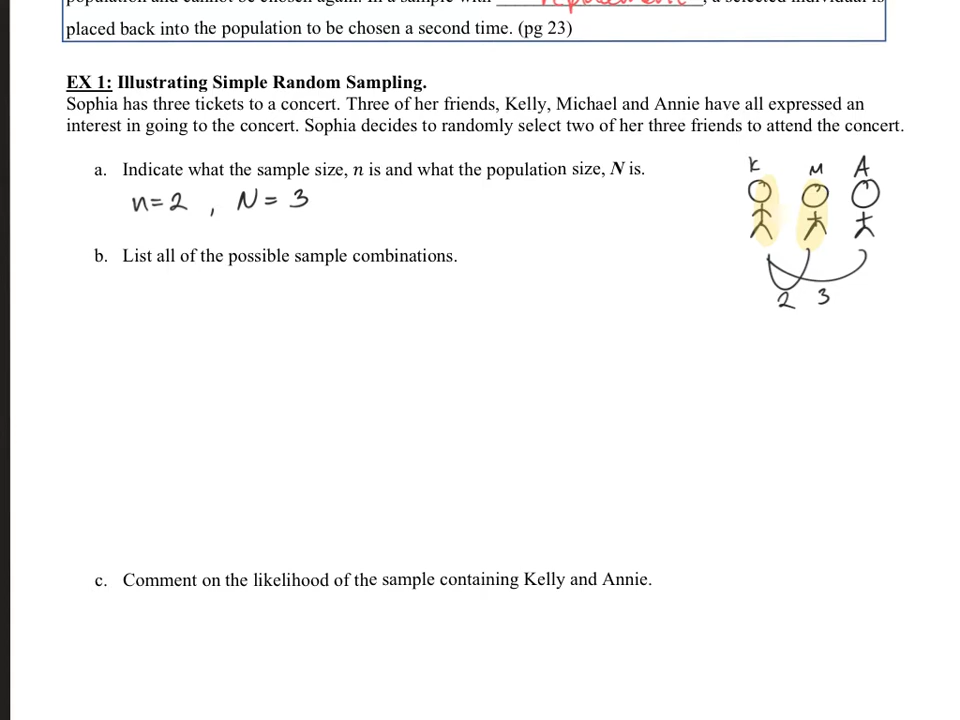 placed back into the population to be chosen a second time. (pg 23)
EX 1: Illustrating Simple Random Sampling.
Sophia has three tickets to a concert. Three of her friends, Kelly, Michael and Annie have all expressed an
interest in going to the concert. Sophia decides to randomly select two of her three friends to attend the concert.
a. Indicate what the sample size, n is and what the population size, N is.
n=2 , N = 3
K M A
b. List all of the possible sample combinations.
2 3
c. Comment on the likelihood of the sample containing Kelly and Annie.